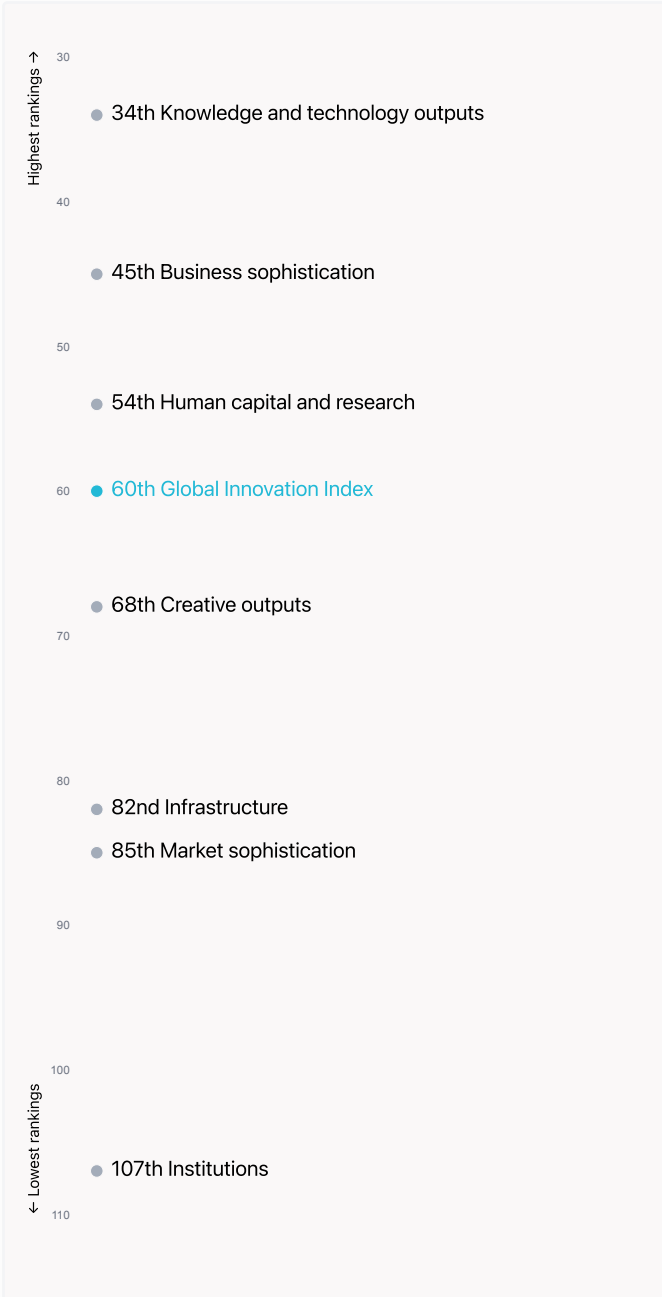 Highest rankings →
30
34th Knowledge and technology outputs
40
45th Business sophistication
50
54th Human capital and research
60
60th Global Innovation Index
68th Creative outputs
70
80
82nd Infrastructure
85th Market sophistication
90
100
← Lowest rankings
107th Institutions
110